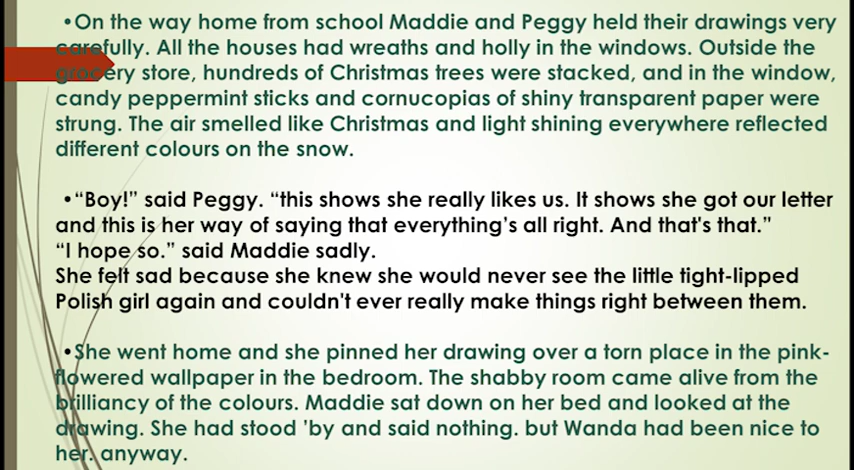 •On the way home from school Maddie and Peggy held their drawings very
carefully. All the houses had wreaths and holly in the windows. Outside the
grocery store, hundreds of Christmas trees were stacked, and in the window,
candy peppermint sticks and cornucopias of shiny transparent paper were
strung. The air smelled like Christmas and light shining everywhere reflected
different colours on the snow.
•“Boy!” said Peggy. “this shows she really likes us. It shows she got our letter
and this is her way of saying that everything’s all right. And that's that.”
“I hope so.” said Maddie sadly.
She felt sad because she knew she would never see the little tight-lipped
Polish girl again and couldn't ever really make things right between them.
•She went home and she pinned her drawing over a torn place in the pink-
flowered wallpaper in the bedroom. The shabby room came alive from the
brilliancy of the colours. Maddie sat down on her bed and looked at the
drawing. She had stood 'by and said nothing. but Wanda had been nice to
her. anyway.